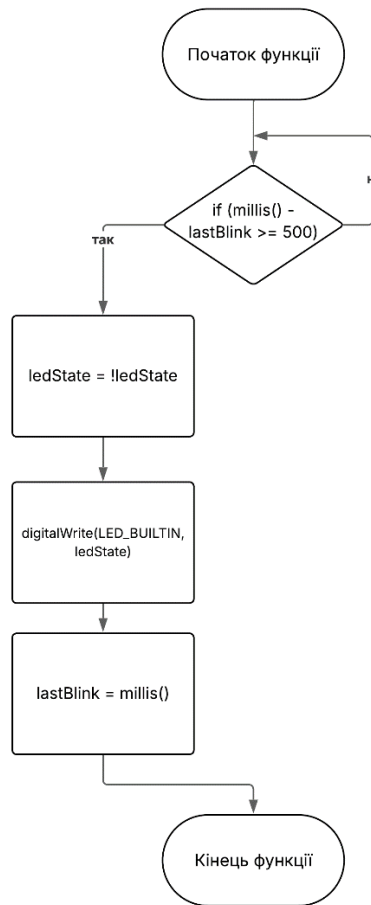 Початок функції
if (millis() -
lastBlink >= 500)
так
ledState = !ledState
digitalWrite(LED_BUILTIN,
ledState)
lastBlink = millis()
Кінець функції